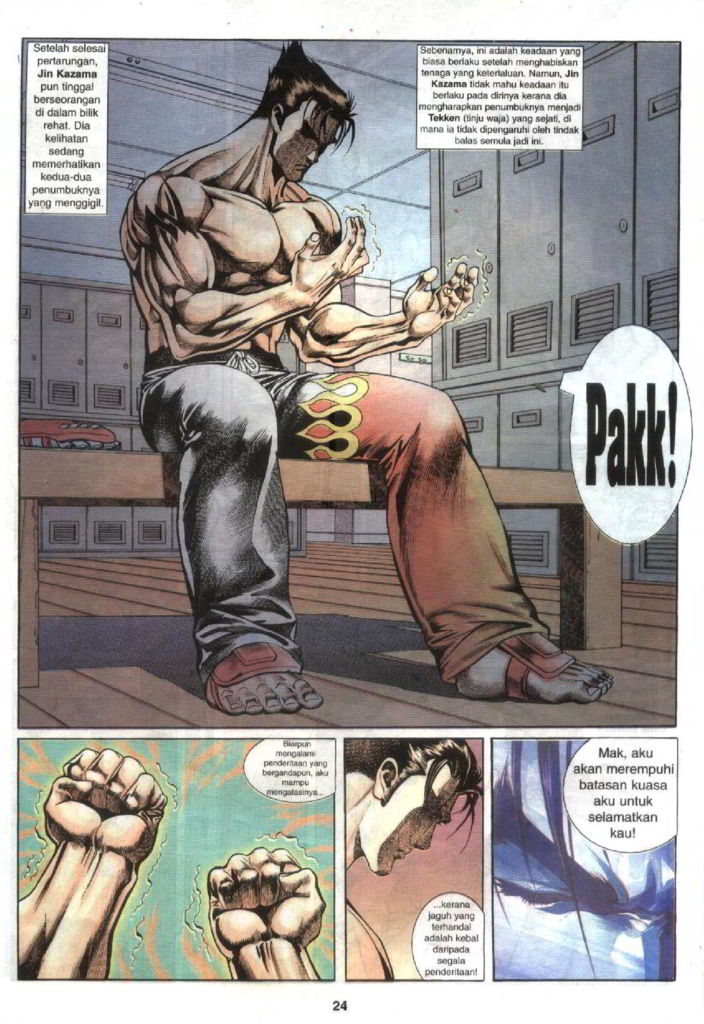 Setelah selesai
pertarungan,
Jin Kazama
pun tinggal
berseorangan
di dalam bilik
rehat. Dia
kelihatan
sedang
memerhatikan
kedua-dua
penumbuknya
yang menggigil.
Sebenarnya, ini adalah keadaan yang
biasa berlaku setelah menghabiskan
tenaga yang keterlaluan. Namun, Jin
Kazama tidak mahu keadaan itu
berlaku pada dirinya kerana dia
mengharapkan penumbuknya menjadi
Tekken (tinju waja) yang sejati, di
mana ia tidak dipengaruhi oleh tindak
balas semula jadi ini.
Pakk!
Biarpun
mengalami
penderitaan yang
bergandapun, aku
mampu
mengatasinya...
...kerana
jaguh yang
terhandal
adalah kebal
daripada
segala
penderitaan!
Mak, aku
akan merempuhi
batasan kuasa
aku untuk
selamatkan
kau!
24